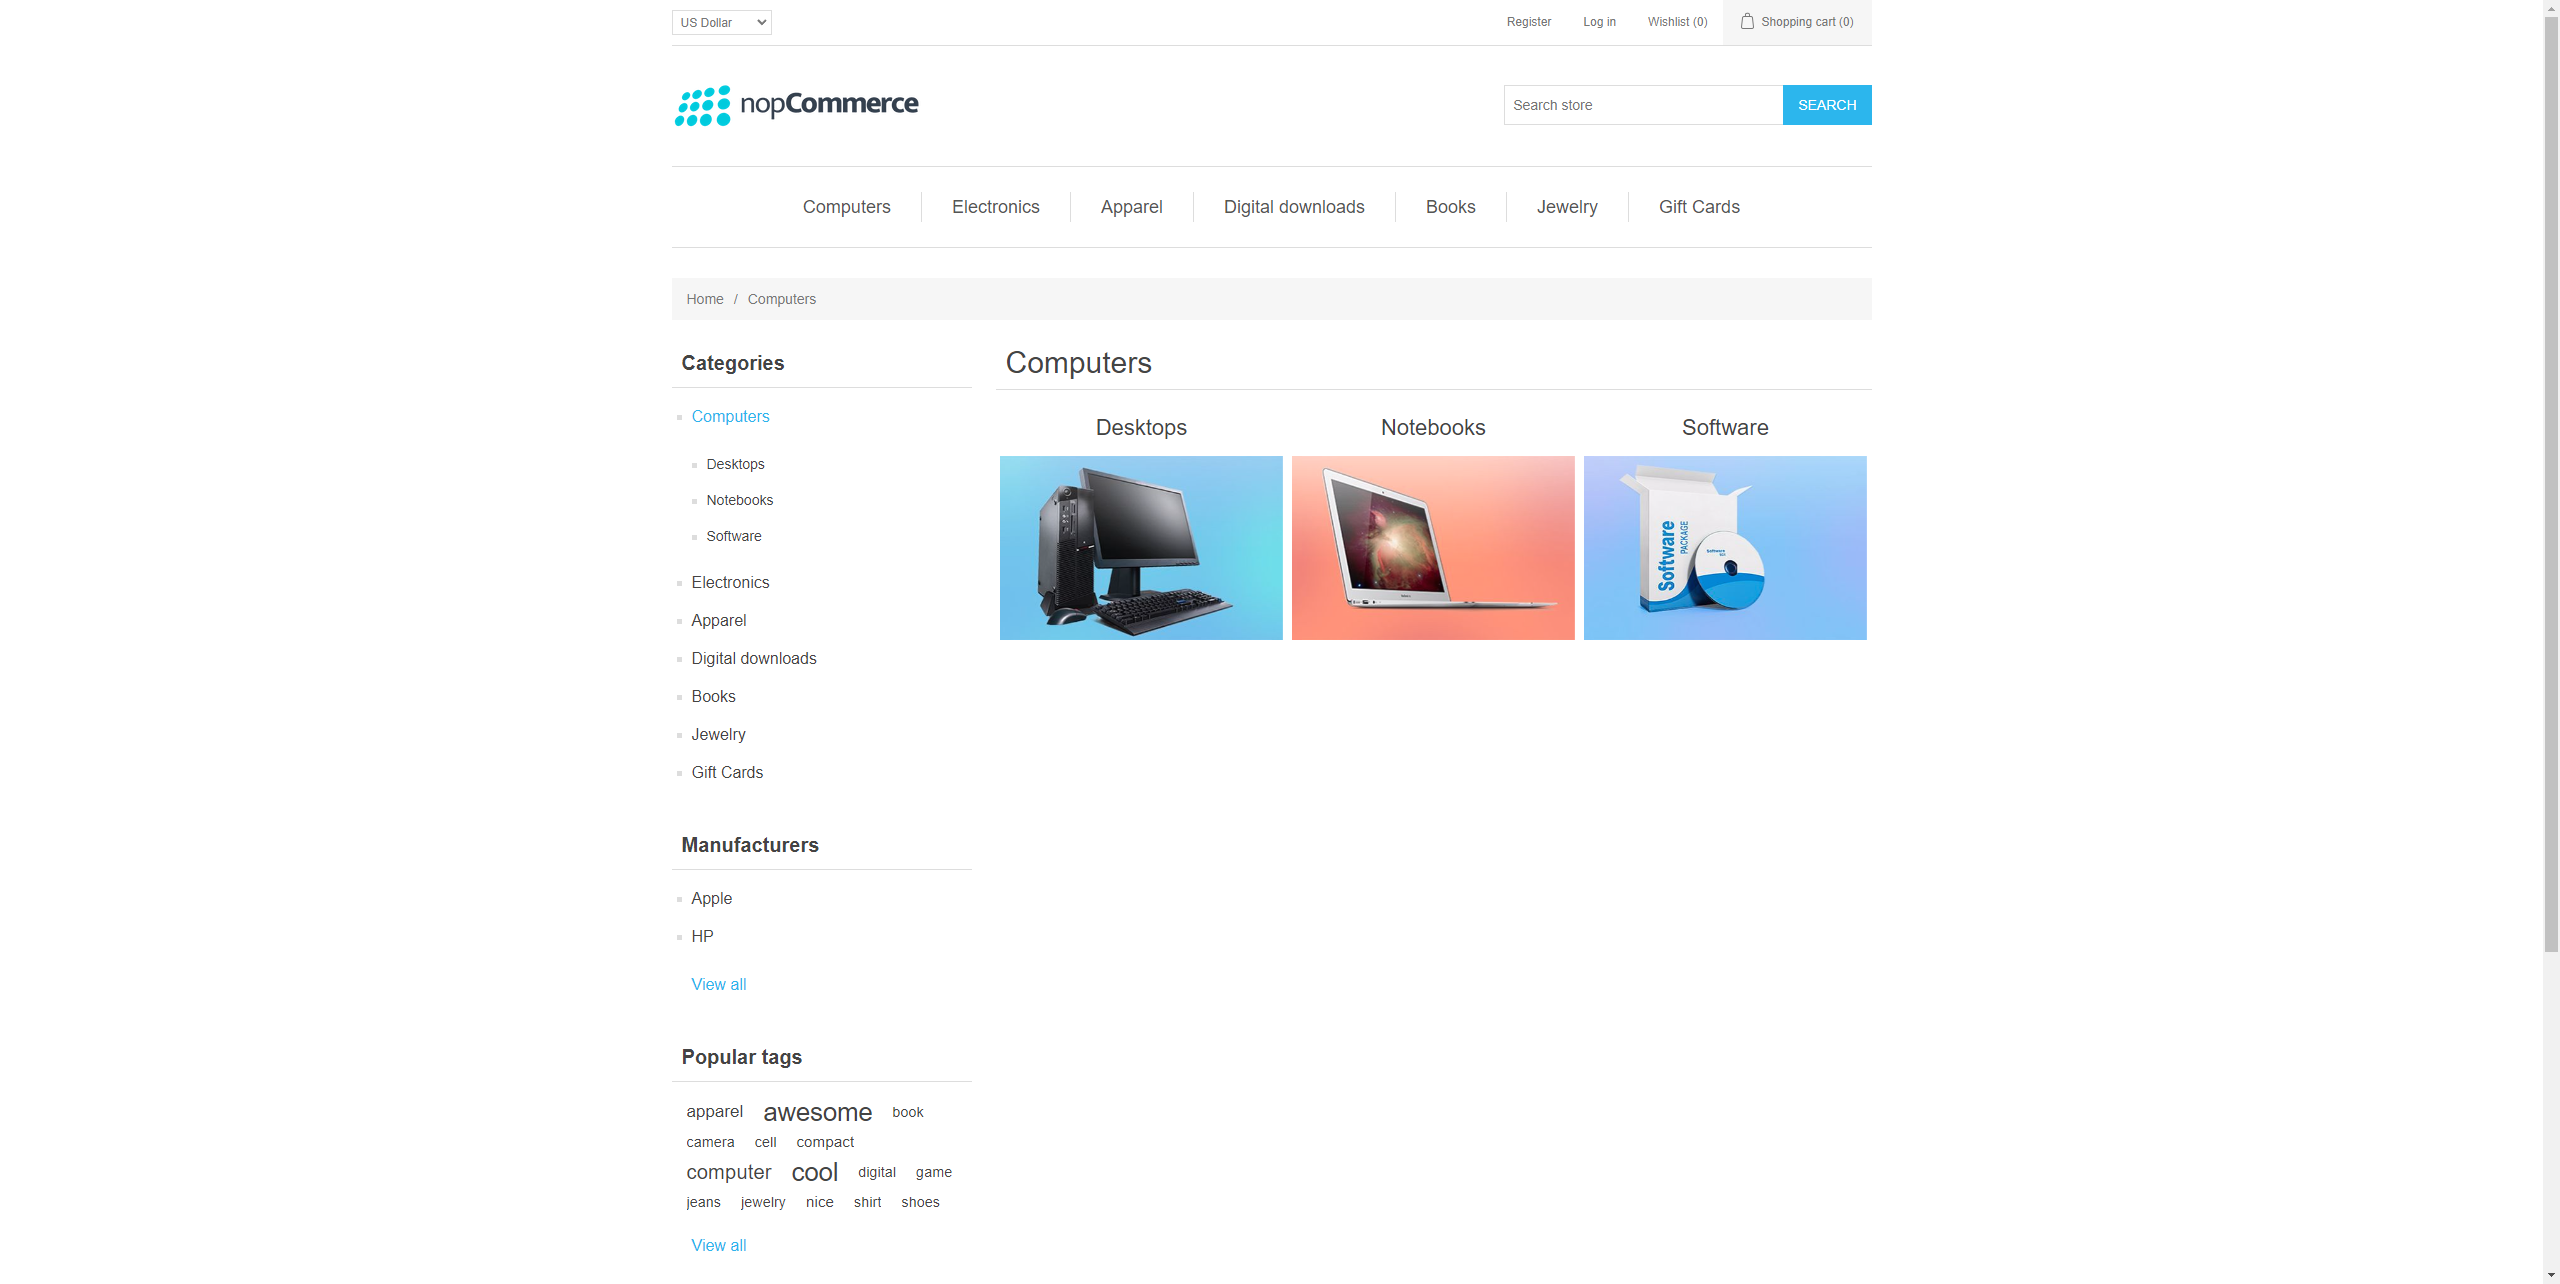 US Dollar
Register Log in Wishlist (0) Shopping cart (0)
nopCommerce
Search store SEARCH
Computers Electronics Apparel Digital downloads Books Jewelry Gift Cards
Home / Computers
Categories
Computers
Desktops
Notebooks
Software
Electronics
Apparel
Digital downloads
Books
Jewelry
Gift Cards
Manufacturers
Apple
HP
View all
Popular tags
apparel awesome book
camera cell compact
computer cool digital game
jeans jewelry nice shirt shoes
View all
Computers
Desktops Notebooks Software
Software
PACKAGE
Software